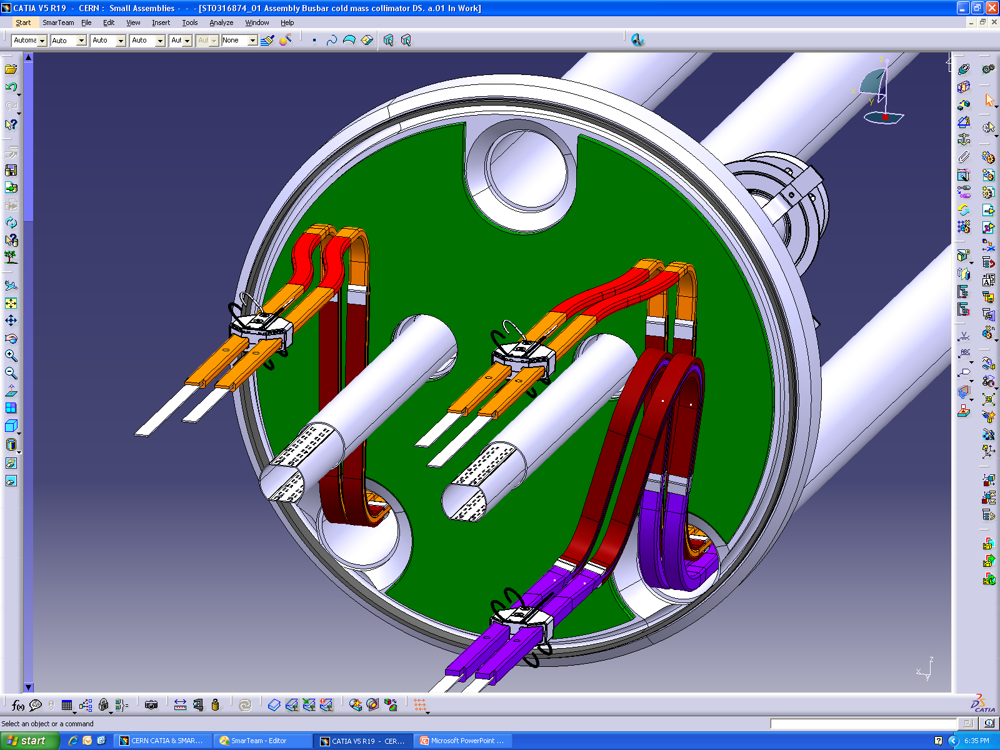 CATIA V5 R19 - CERN : Small Assemblies - - - [ST0316874_01 Assembly Busbar cold mass collimator DS. a.01 In Work]
Start SmarTeam File Edit View Insert Tools Analyze Window Help
Automa Auto Auto Auto Aut Aut None
z
x
y
ABC
z
x
y
f(x)
DS
CATIA
Select an object or a command
start
CERN CATIA & SMAR...
SmarTeam - Editor
CATIA V5 R19 - CER...
Microsoft PowerPoint ...
6:35 PM